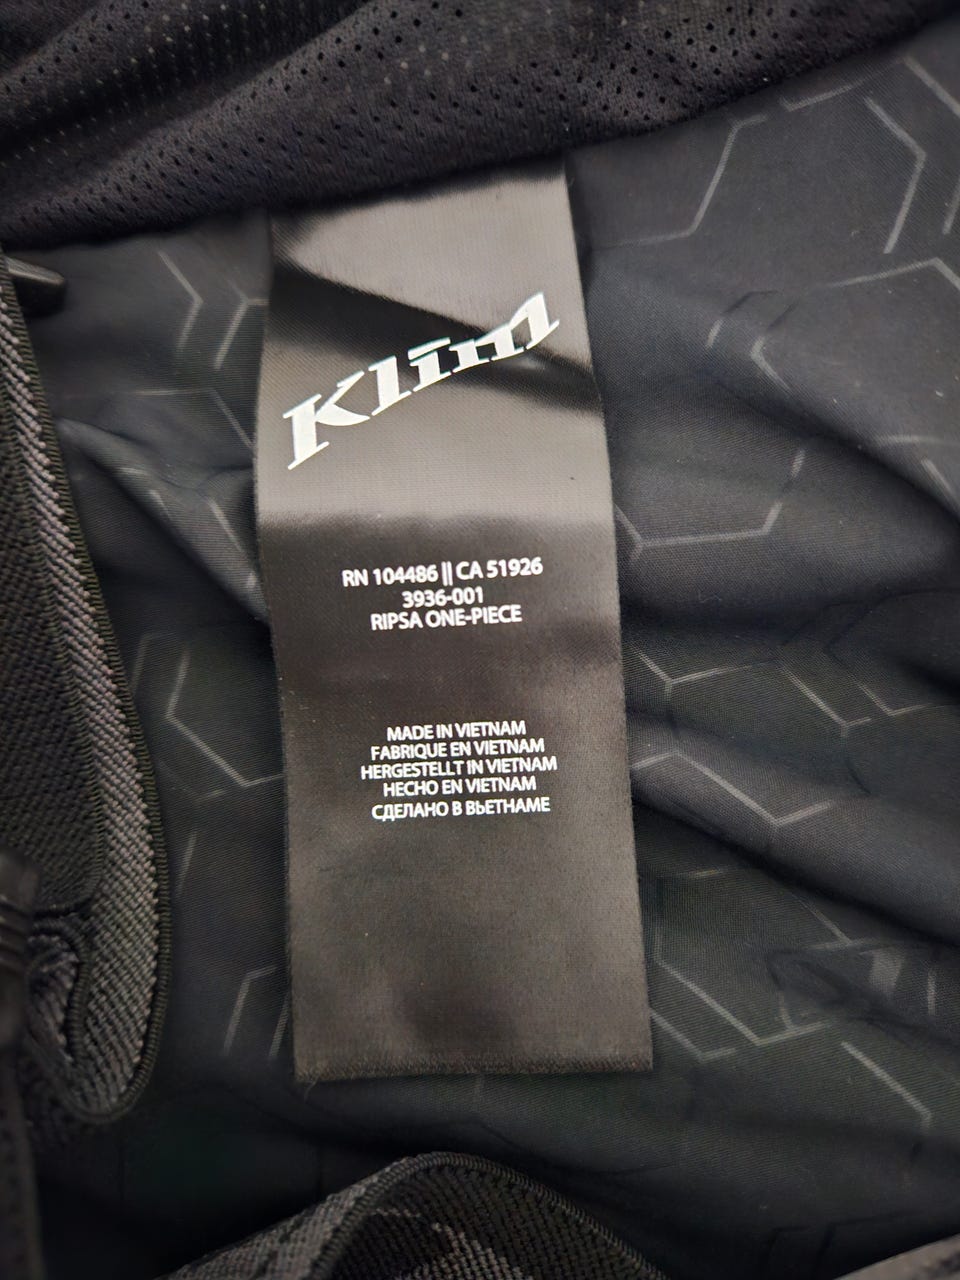 Klim
RN 104486 || CA 51926
3936-001
RIPSA ONE-PIECE
MADE IN VIETNAM
FABRIQUE EN VIETNAM
HERGESTELLT IN VIETNAM
HECHO EN VIETNAM
СДЕЛАНО В ВЬЕТНАМЕ